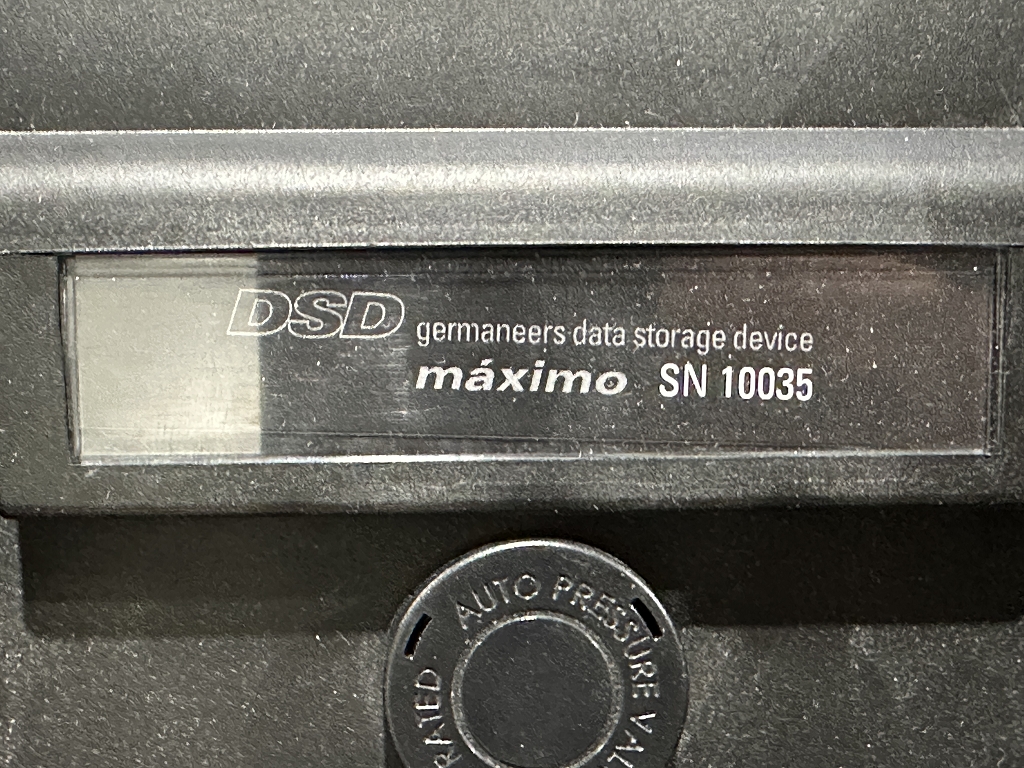 DSD germaneers data storage device
máximo SN 10035
AUTO PRESSURE